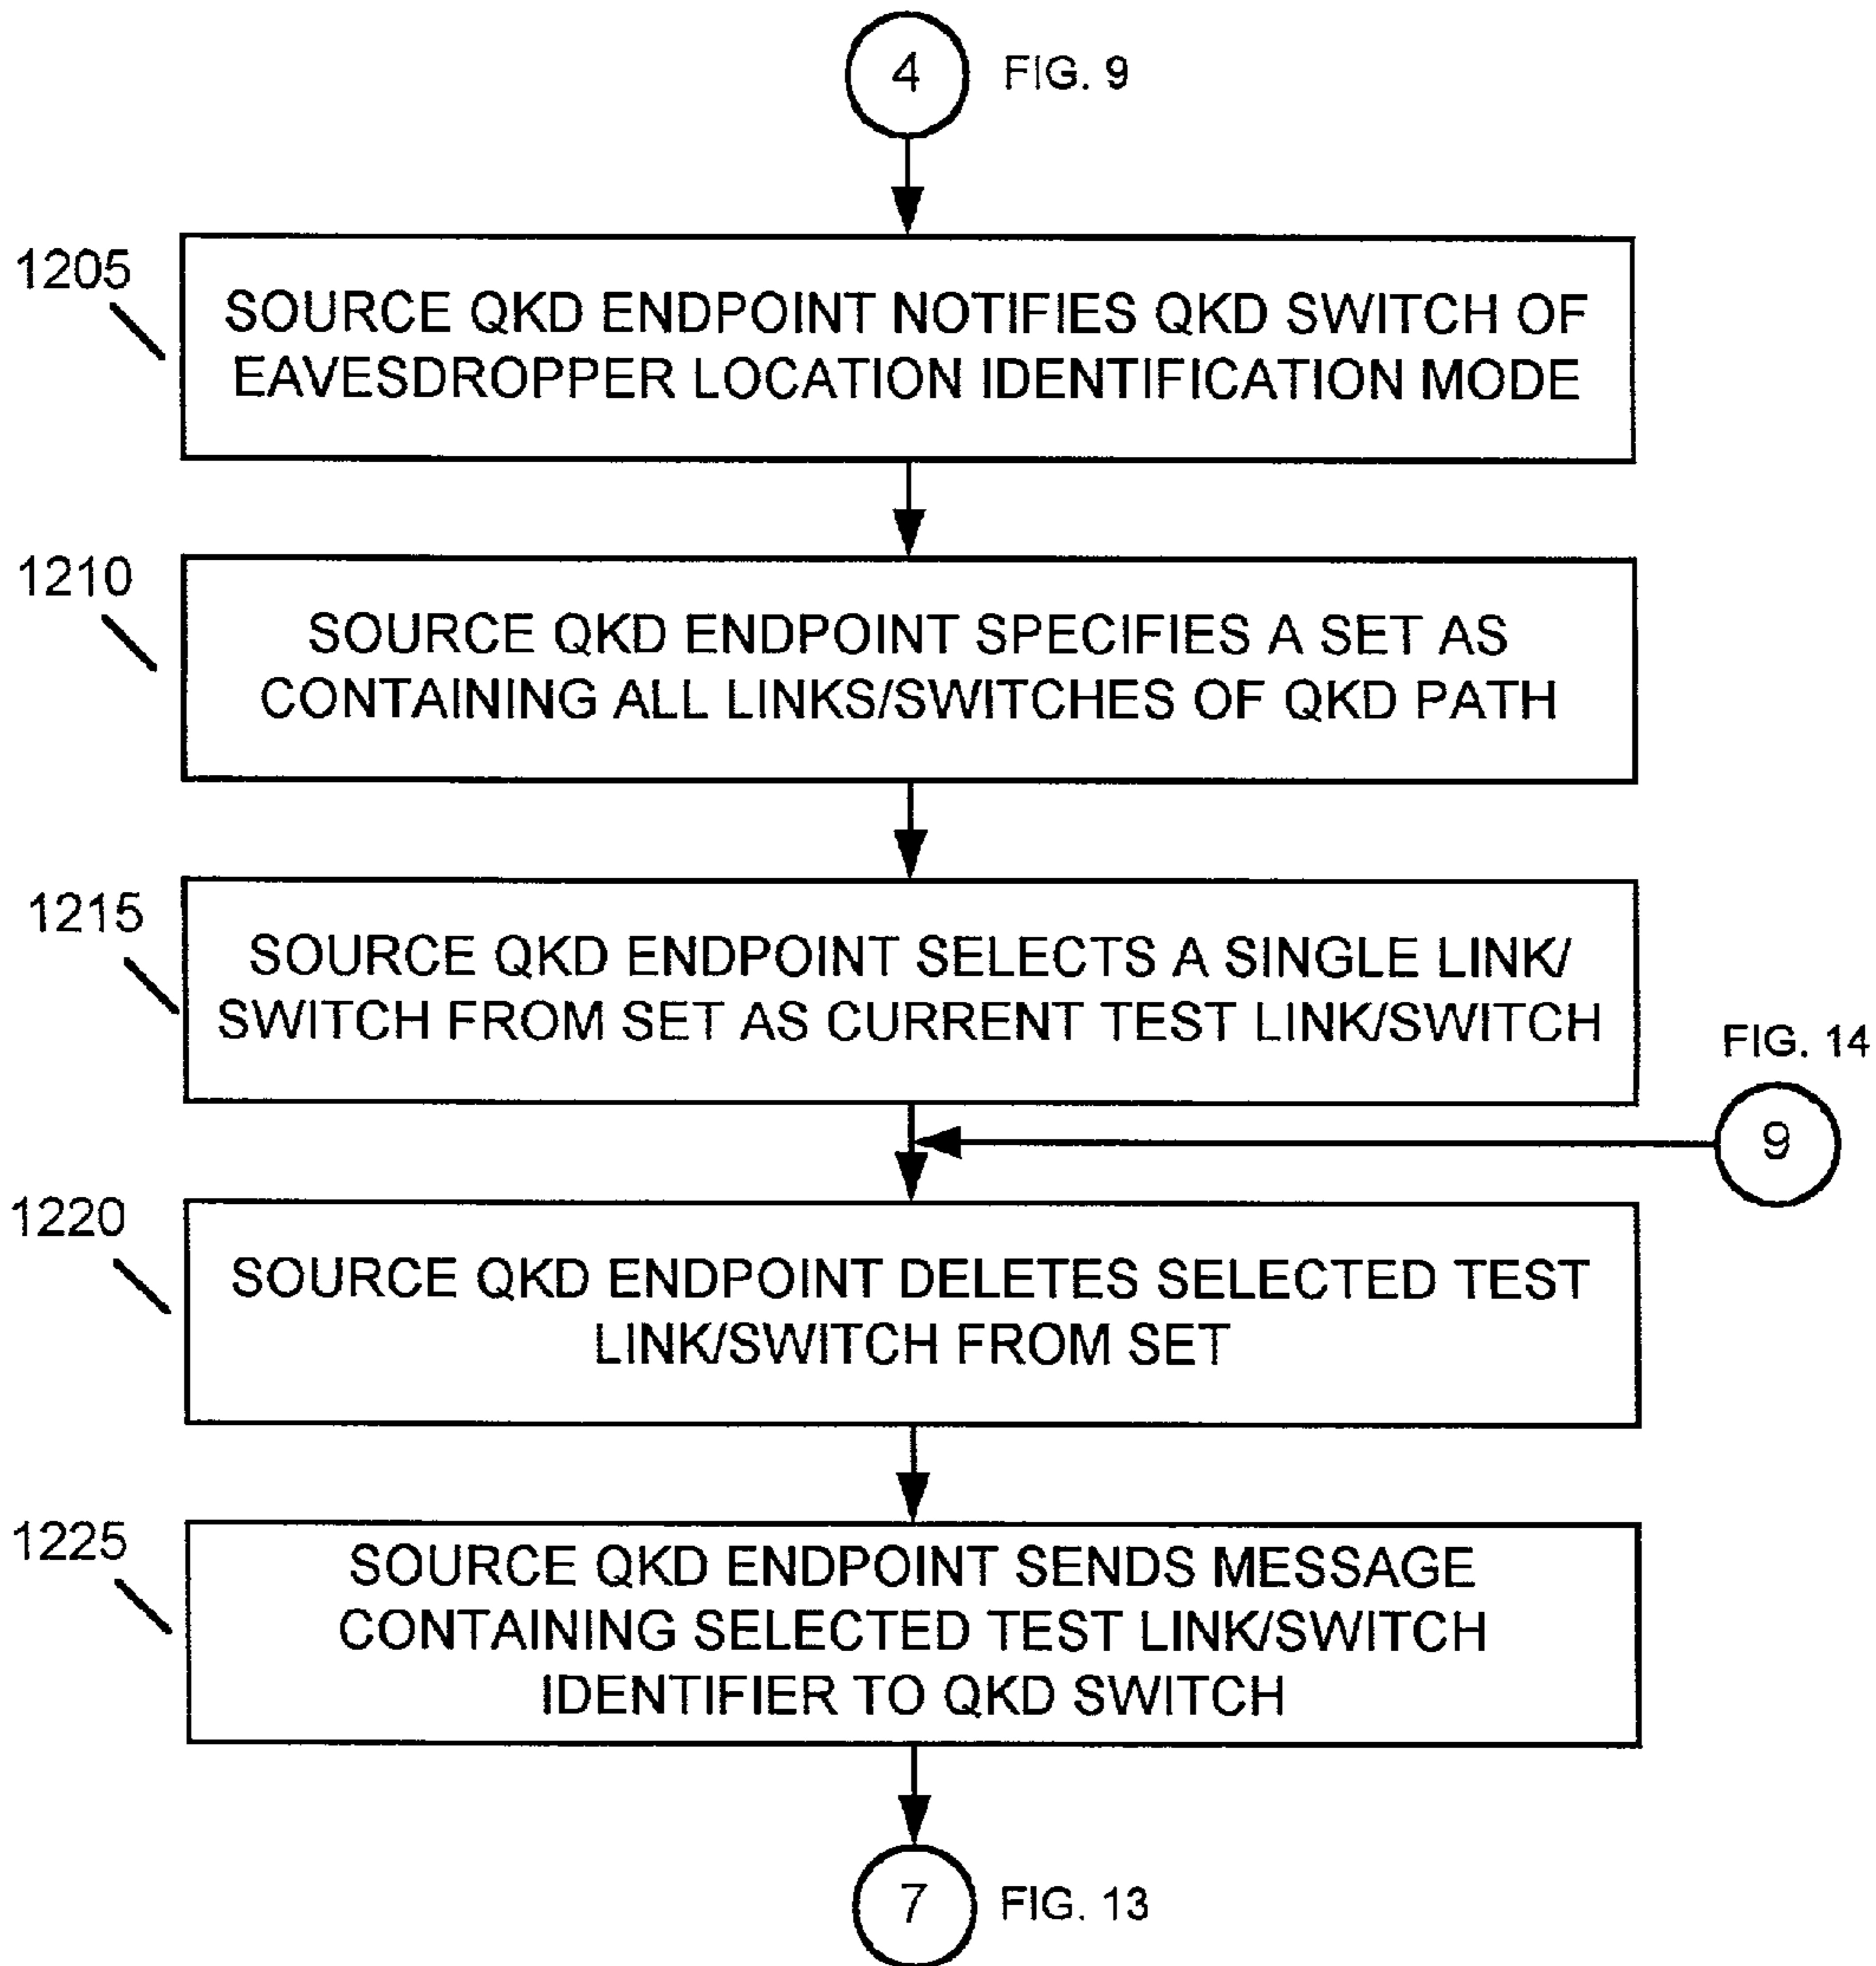 4 FIG. 9
1205
SOURCE QKD ENDPOINT NOTIFIES QKD SWITCH OF
EAVESDROPPER LOCATION IDENTIFICATION MODE
1210
SOURCE QKD ENDPOINT SPECIFIES A SET AS
CONTAINING ALL LINKS/SWITCHES OF QKD PATH
1215
SOURCE QKD ENDPOINT SELECTS A SINGLE LINK/
SWITCH FROM SET AS CURRENT TEST LINK/SWITCH
FIG. 14
9
1220
SOURCE QKD ENDPOINT DELETES SELECTED TEST
LINK/SWITCH FROM SET
1225
SOURCE QKD ENDPOINT SENDS MESSAGE
CONTAINING SELECTED TEST LINK/SWITCH
IDENTIFIER TO QKD SWITCH
7 FIG. 13